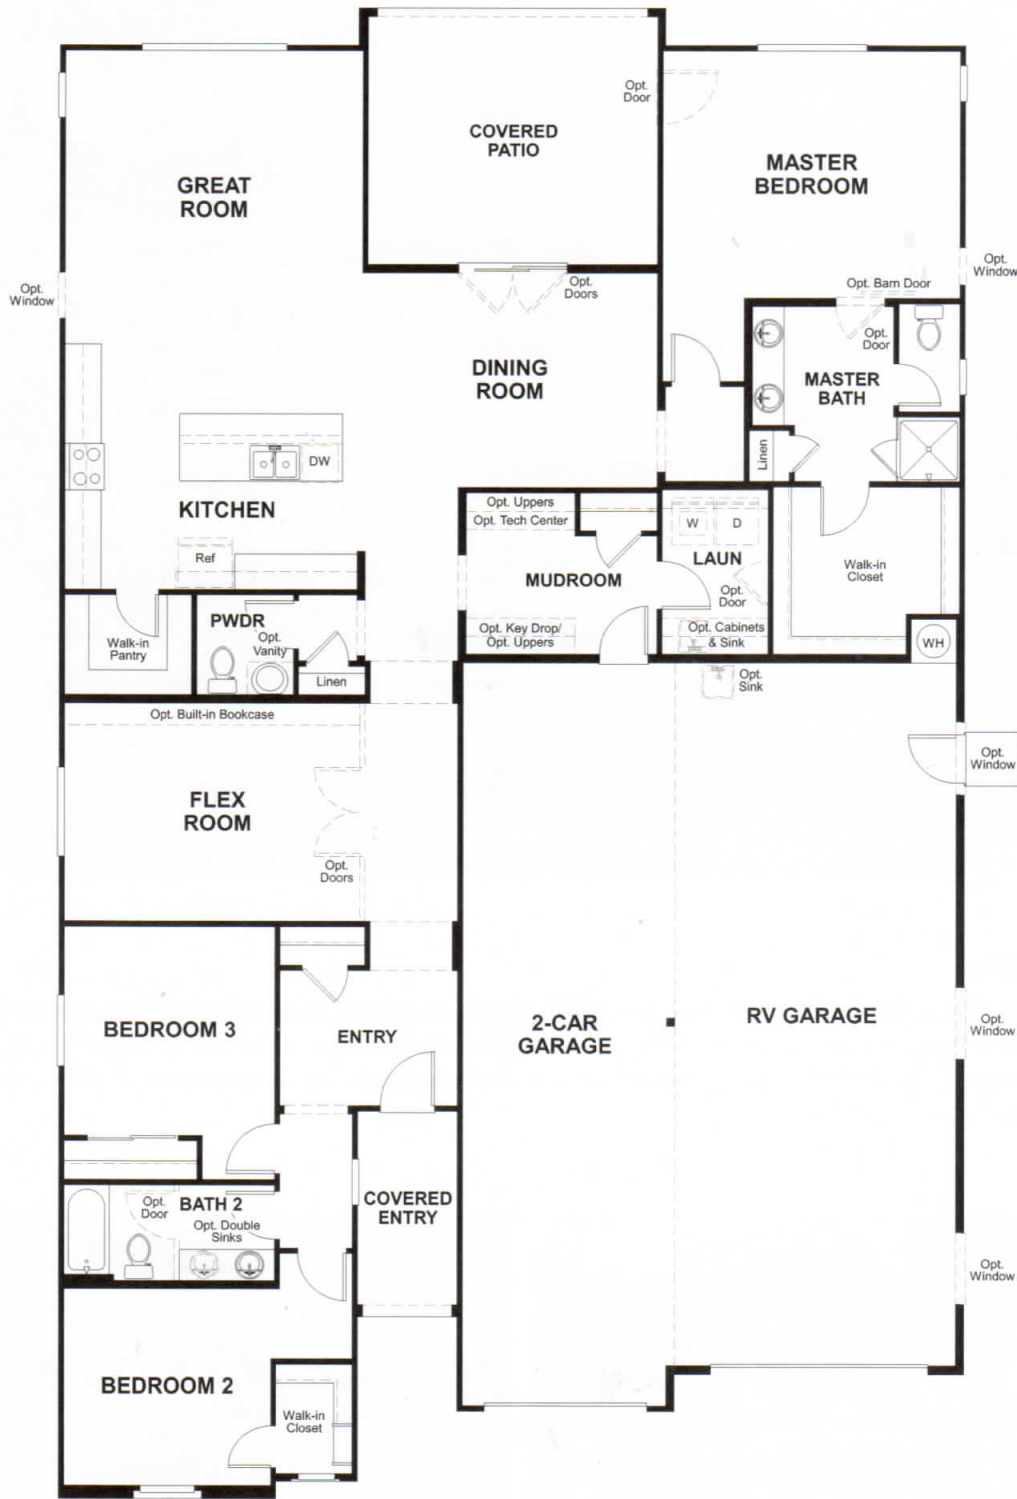 Opt.
Door
COVERED
PATIO
MASTER
BEDROOM
GREAT
ROOM
Opt.
Window
Opt.
Window
Opt.
Doors
Opt. Barn Door
Opt.
Door
DINING
ROOM
MASTER
BATH
Linen
DW
KITCHEN
Opt. Uppers
Opt. Tech Center
W
D
Ref
LAUN
MUDROOM
Walk-in
Closet
Opt.
Door
PWDR
Opt.
Vanity
Walk-in
Pantry
Opt. Key Drop/
Opt. Uppers
Opt. Cabinets
& Sink
WH
Linen
Opt.
Sink
Opt. Built-in Bookcase
Opt.
Window
FLEX
ROOM
Opt.
Doors
BEDROOM 3
ENTRY
2-CAR
GARAGE
RV GARAGE
Opt.
Window
BATH 2
Opt.
Door
Opt. Double
Sinks
COVERED
ENTRY
Opt.
Window
BEDROOM 2
Walk-in
Closet